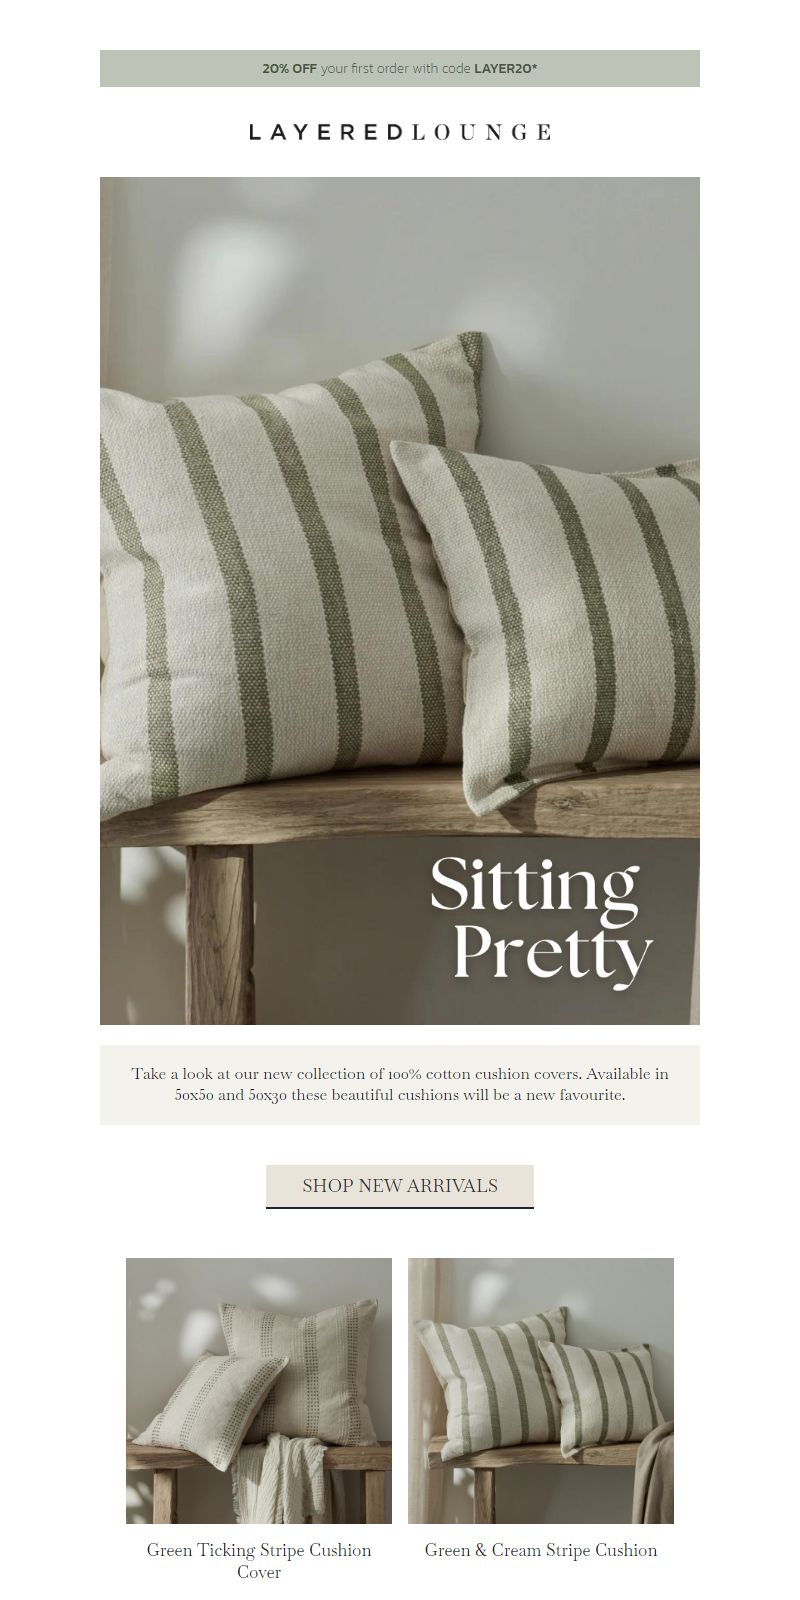 20% OFF your first order with code LAYER20*
LAYEREDLOUNGE
Sitting
Pretty
Take a look at our new collection of 100% cotton cushion covers. Available in
50x50 and 50x30 these beautiful cushions will be a new favourite.
SHOP NEW ARRIVALS
Green Ticking Stripe Cushion
Cover
Green & Cream Stripe Cushion